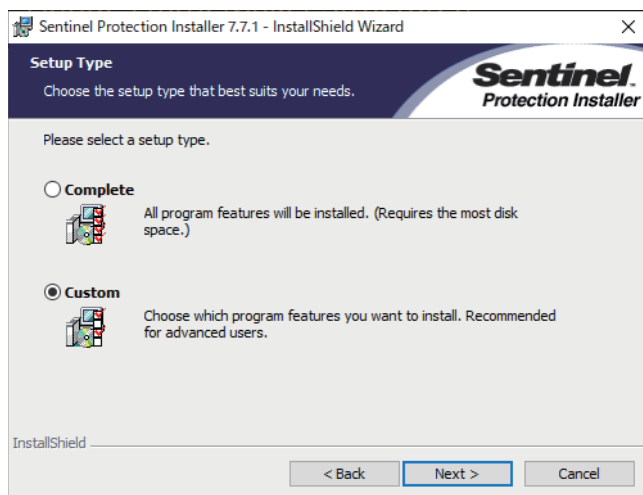 Sentinel Protection Installer 7.7.1 - InstallShield Wizard
Setup Type
Choose the setup type that best suits your needs.
Sentinel.
Protection Installer
Please select a setup type.
Complete
All program features will be installed. (Requires the most disk
space.)
Custom
Choose which program features you want to install. Recommended
for advanced users.
InstallShield
< Back
Next >
Cancel